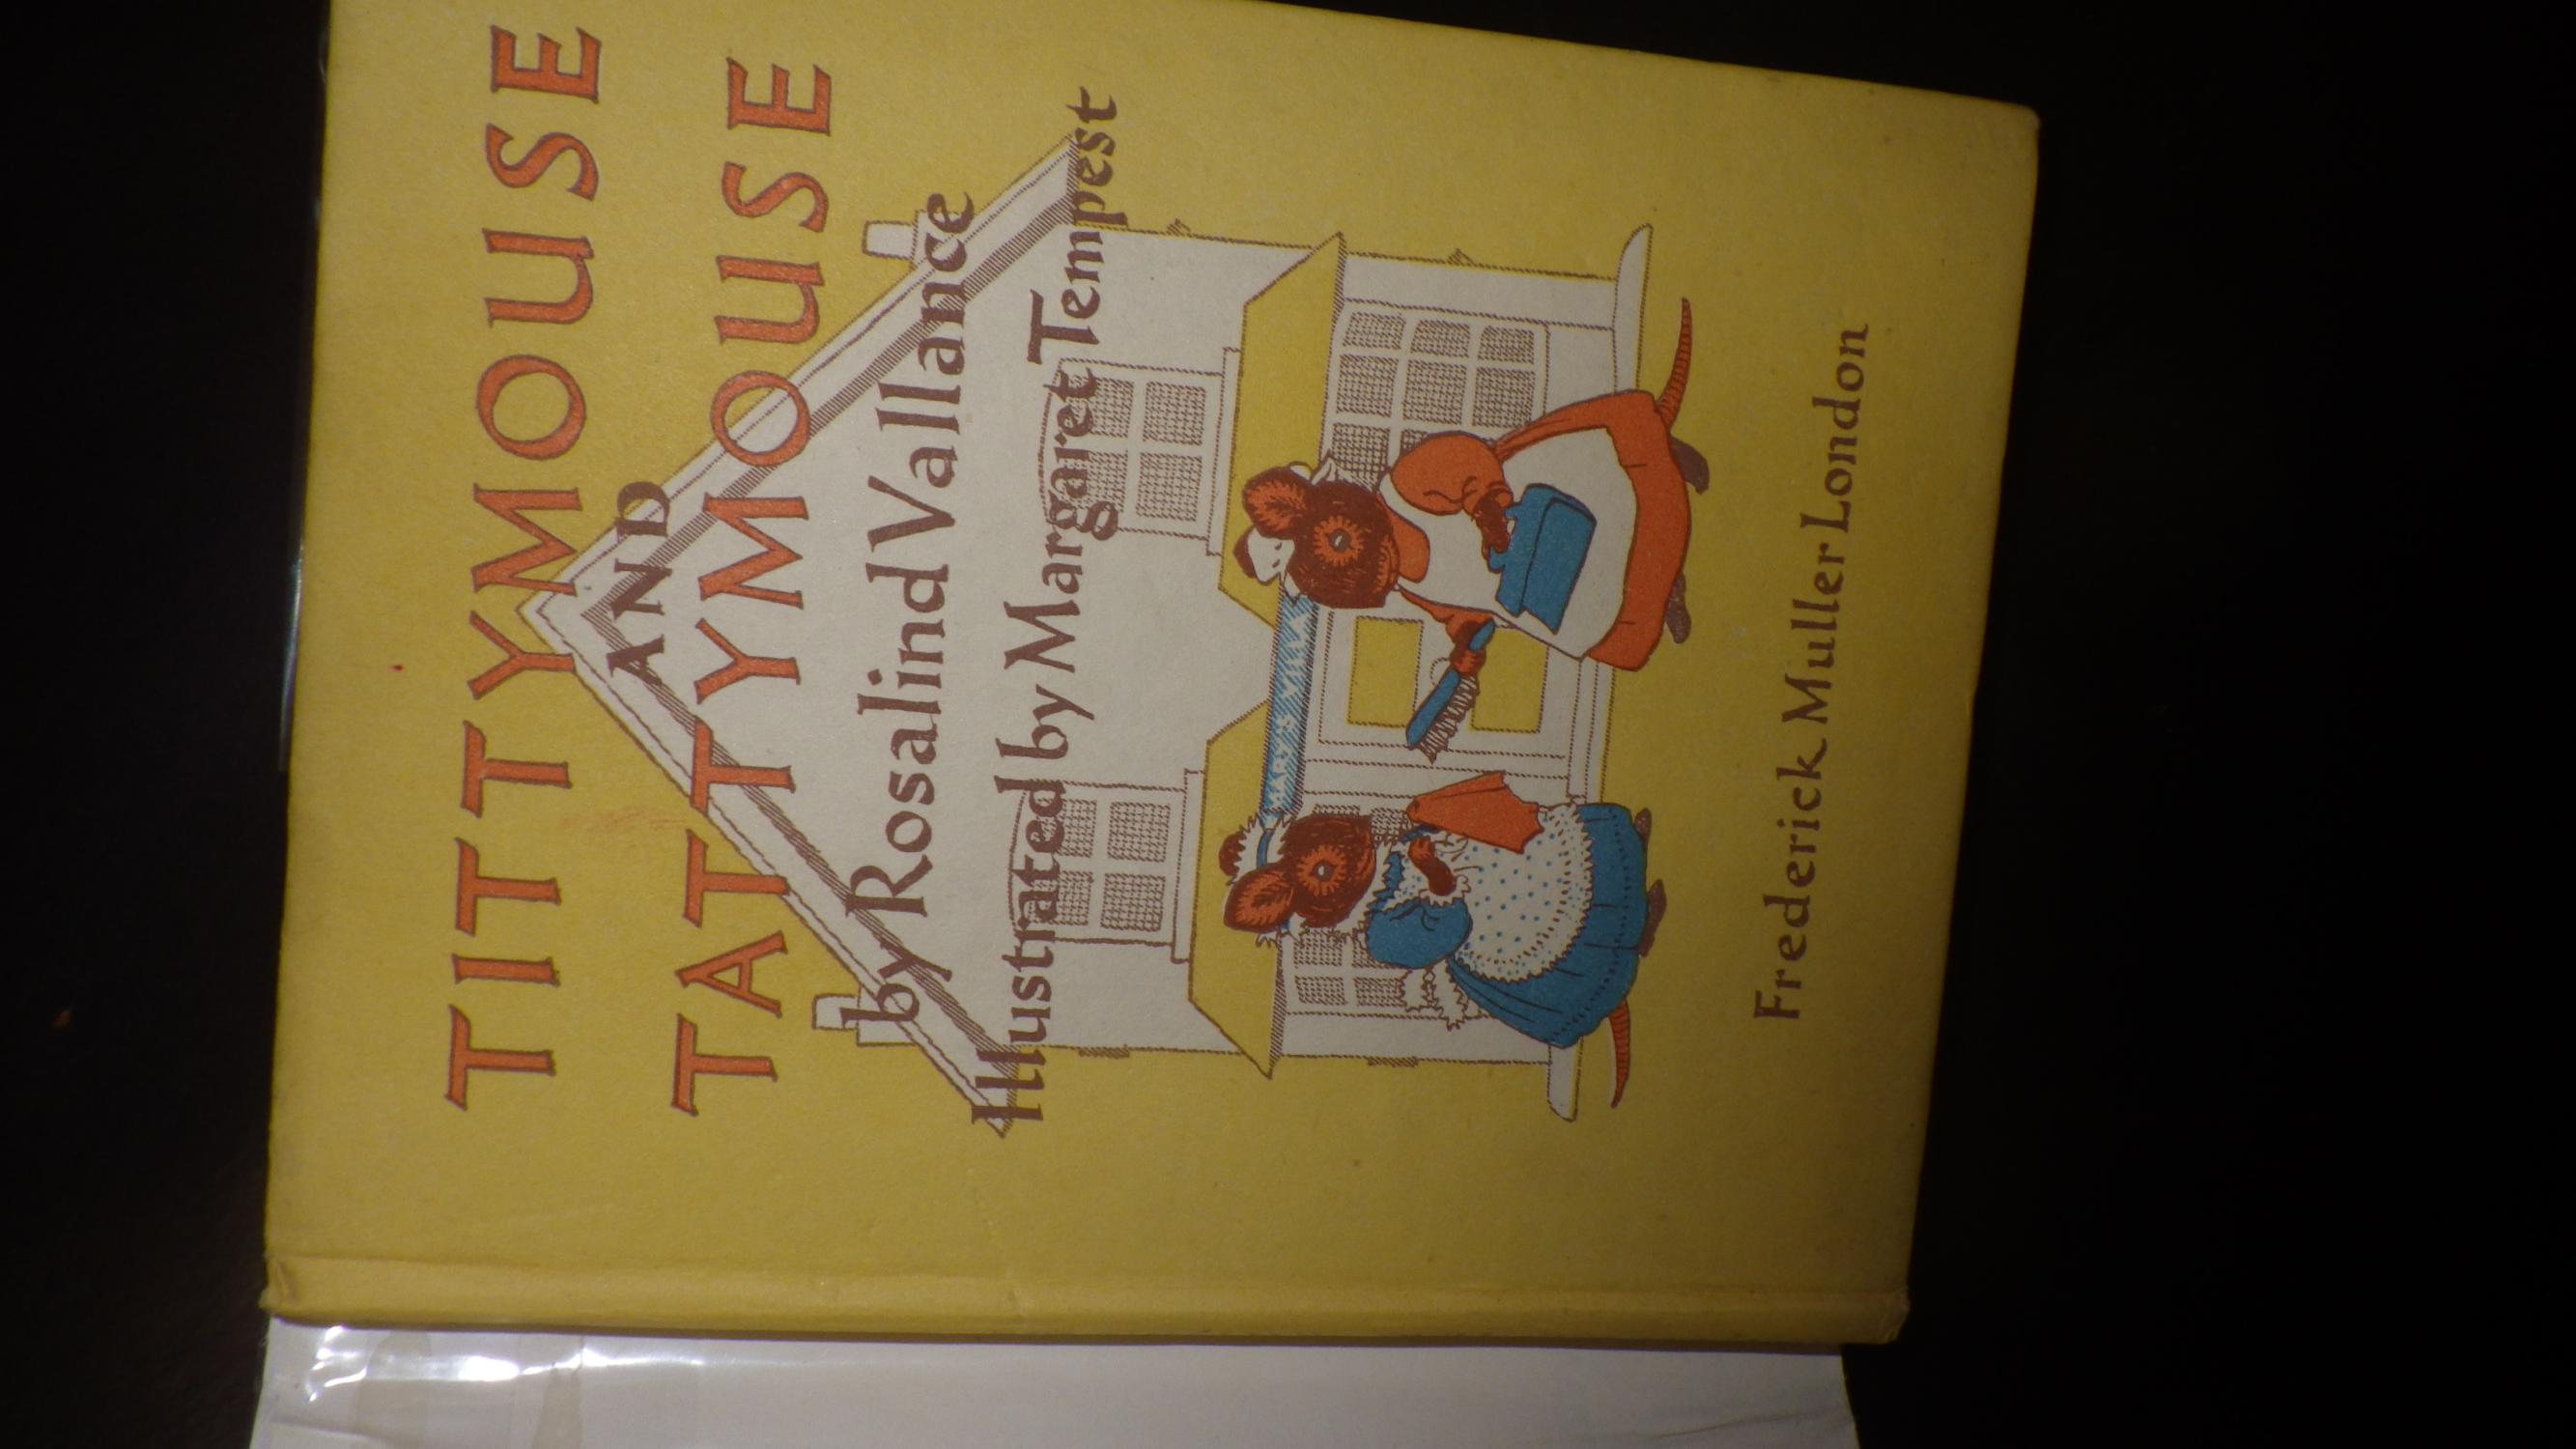 TITTYMOUSE
AND
TATTYMOUSE
by Rosalind Vallance
Illustrated by Margaret Tempest
Frederick Muller London